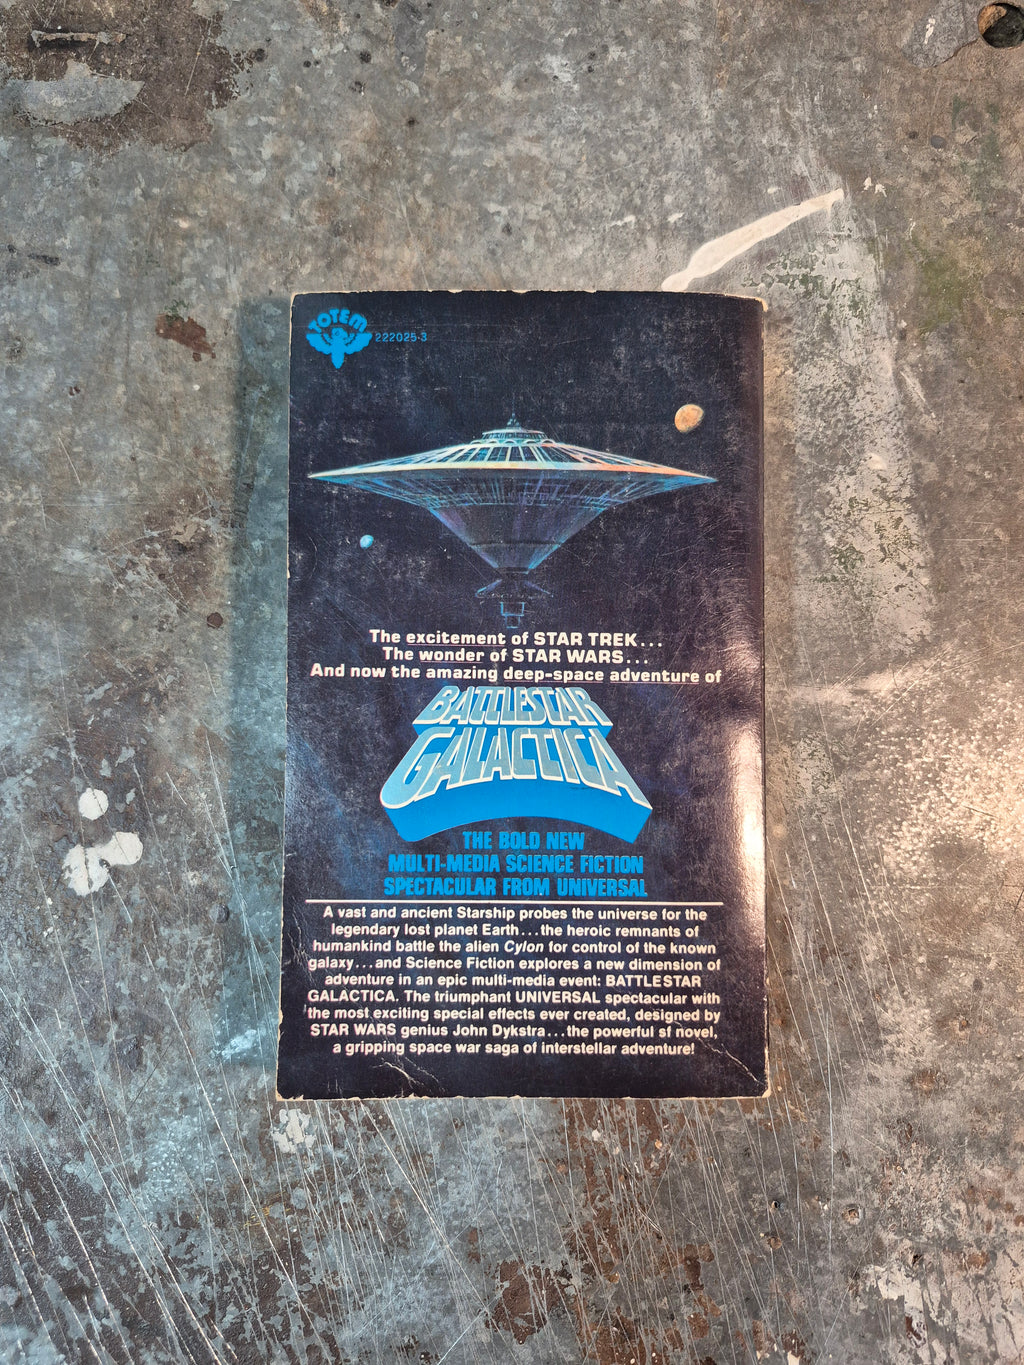 TOTEM
222025-3
The excitement of STAR TREK...
The wonder of STAR WARS...
And now the amazing deep-space adventure of
BATTLESTAR
GALACTICA
THE BOLD NEW
MULTI-MEDIA SCIENCE FICTION
SPECTACULAR FROM UNIVERSAL
A vast and ancient Starship probes the universe for the
legendary lost planet Earth...the heroic remnants of
humankind battle the alien Cylon for control of the known
galaxy...and Science Fiction explores a new dimension of
adventure in an epic multi-media event: BATTLESTAR
GALACTICA. The triumphant UNIVERSAL spectacular with
the most exciting special effects ever created, designed by
STAR WARS genius John Dykstra...the powerful sf novel,
a gripping space war saga of interstellar adventure!